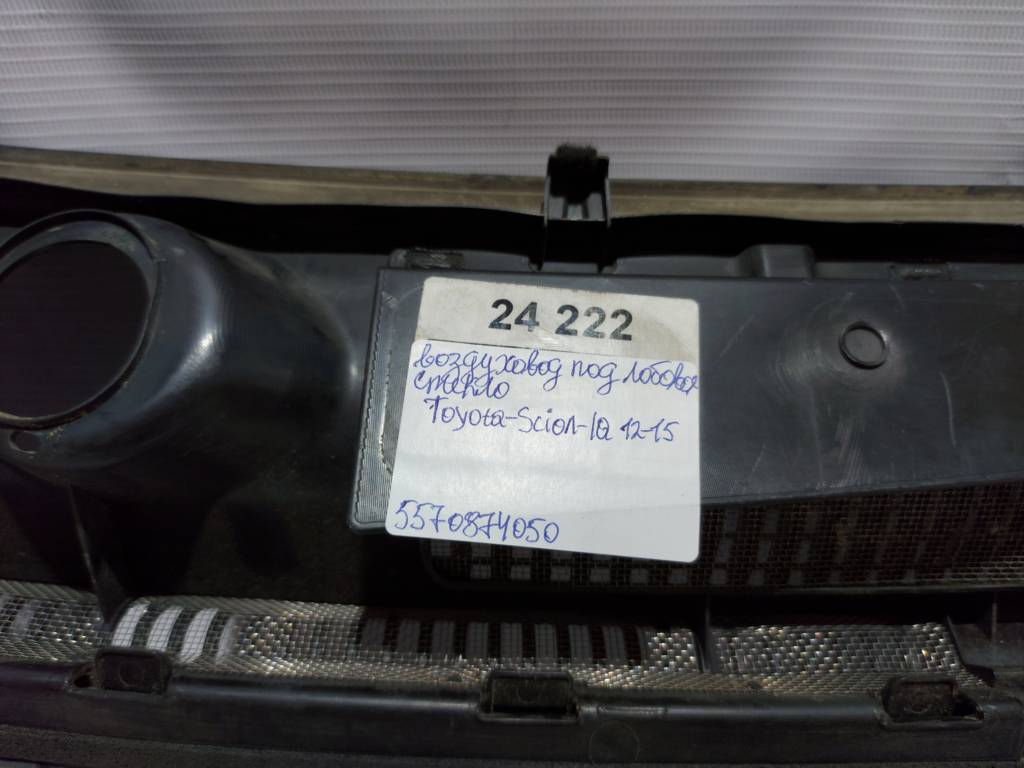 24 222
воздуховод под лобовое
стекло
Toyota-Scion-IQ 12-15
5570874050